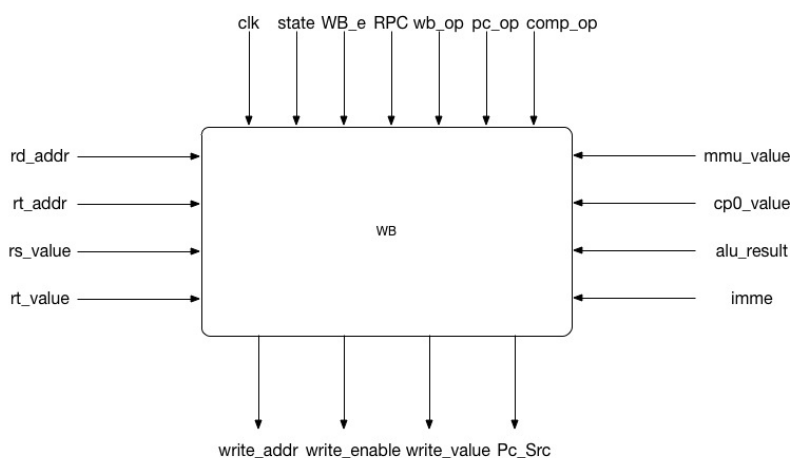 clk state WB_e RPC wb_op pc_op comp_op
rd_addr
mmu_value
rt_addr
cp0_value
rs_value
WB
alu_result
rt_value
imme
write_addr write_enable write_value Pc_Src